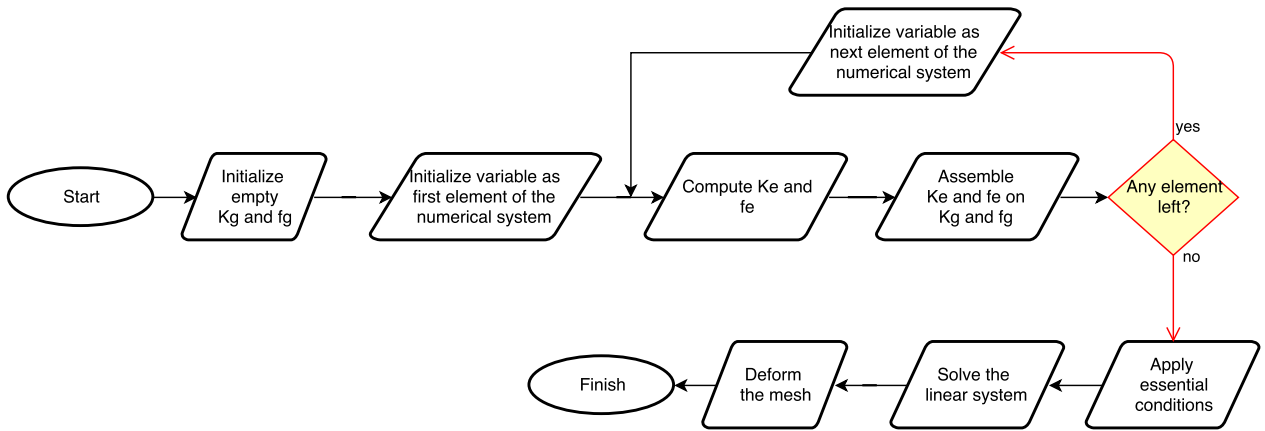 Initialize variable as
next element of the
numerical system
yes
Start
Initialize
empty
Kg and fg
Initialize variable as
first element of the
numerical system
Compute Ke and
fe
Assemble
Ke and fe on
Kg and fg
Any element
left?
no
Finish
Deform
the mesh
Solve the
linear system
Apply
essential
conditions